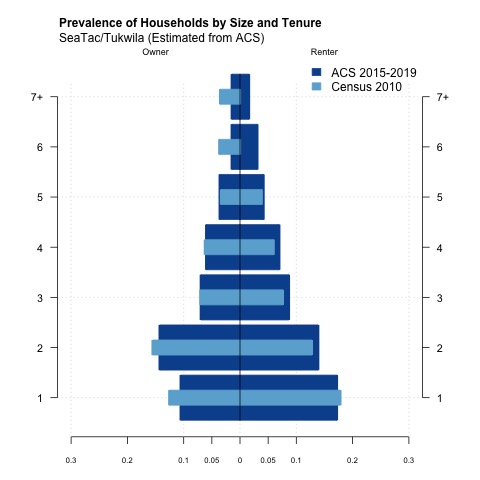 Prevalence of Households by Size and Tenure
SeaTac/Tukwila (Estimated from ACS)
Owner Renter
ACS 2015-2019
Census 2010
7+ 7+
6 6
5 5
4 4
3 3
2 2
1 1
0.3 0.2 0.1 0.05 0 0.05 0.1 0.2 0.3